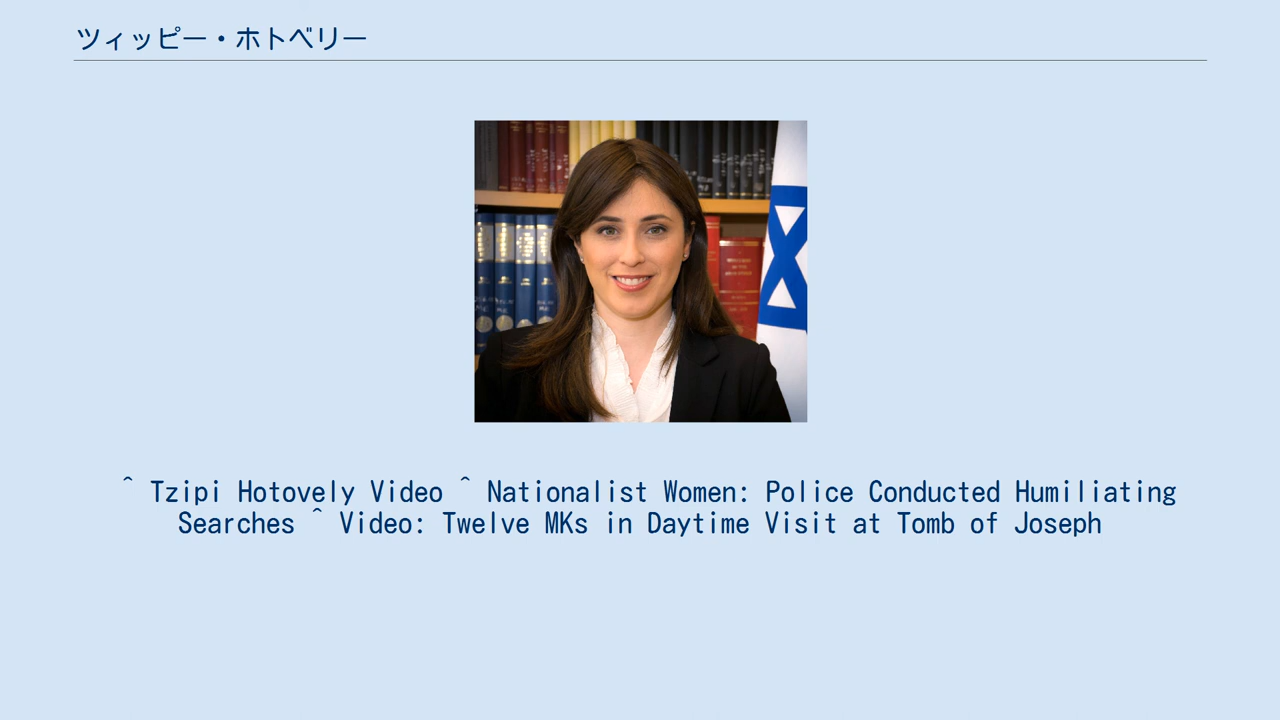 ツィッピー・ホトベリー
^ Tzipi Hotovely Video ^ Nationalist Women: Police Conducted Humiliating
Searches ^ Video: Twelve MKs in Daytime Visit at Tomb of Joseph